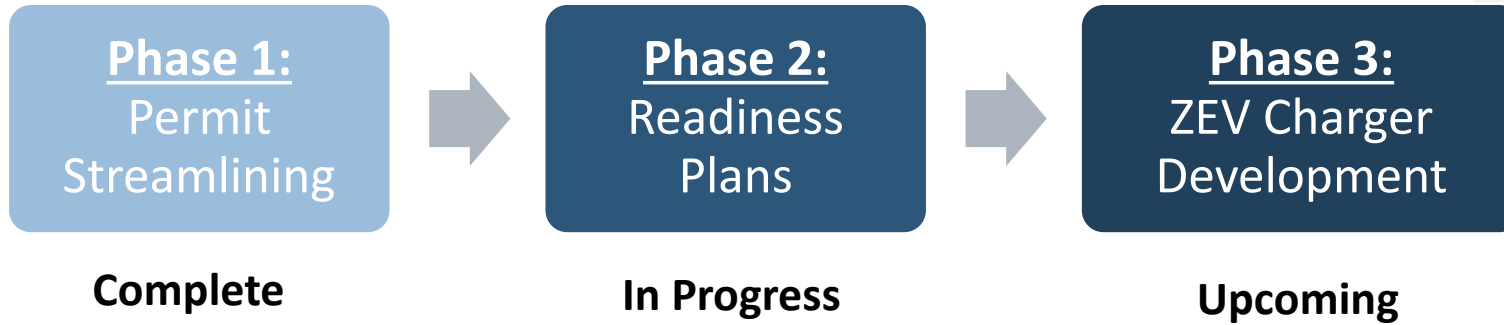 Phase 1:
Permit
Streamlining
Complete
Phase 2:
Readiness
Plans
In Progress
Phase 3:
ZEV Charger
Development
Upcoming